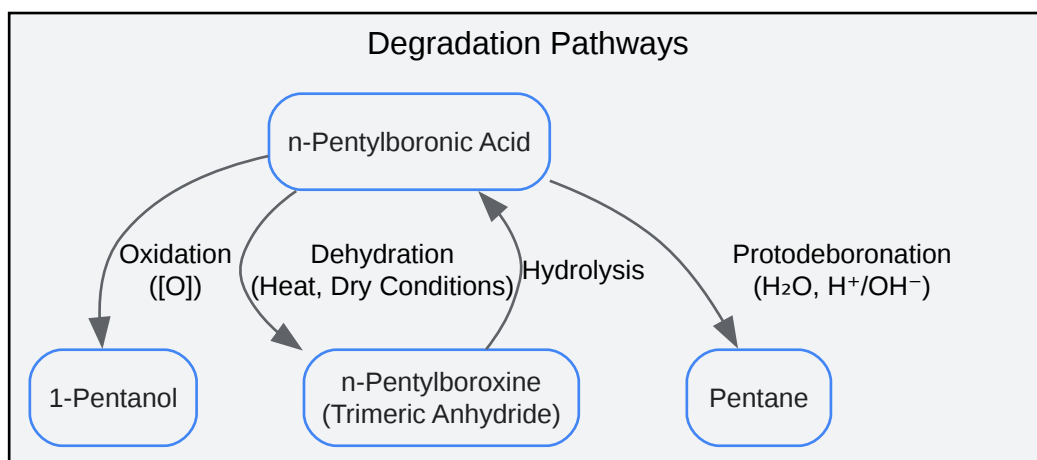 Degradation Pathways
n-Pentylboronic Acid
Oxidation
([O])
Dehydration
(Heat, Dry Conditions)
Hydrolysis
Protodeboronation
(H₂O, H⁺/OH⁻)
1-Pentanol
n-Pentylboroxine
(Trimeric Anhydride)
Pentane